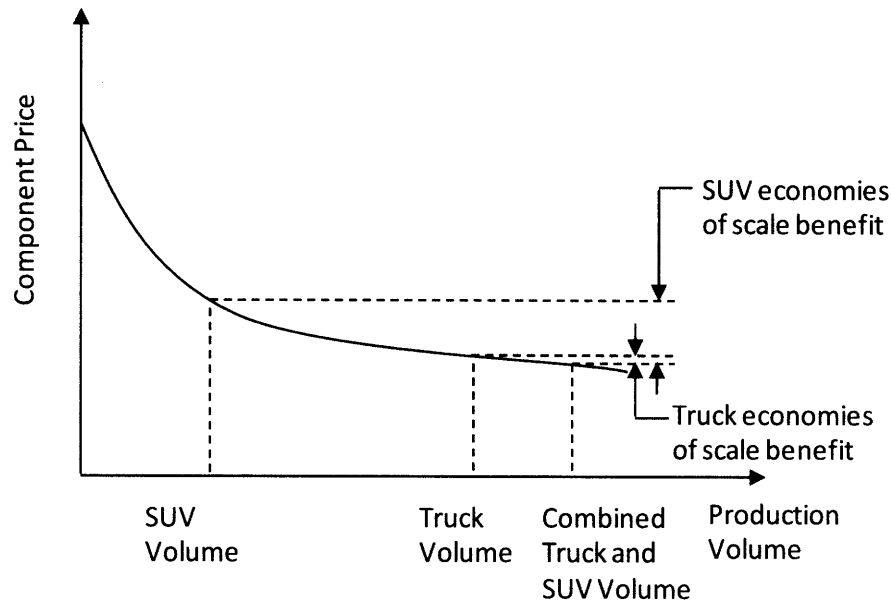 Component Price
SUV economies
of scale benefit
Truck economies
of scale benefit
SUV
Volume
Truck
Volume
Combined
Truck and
SUV Volume
Production
Volume